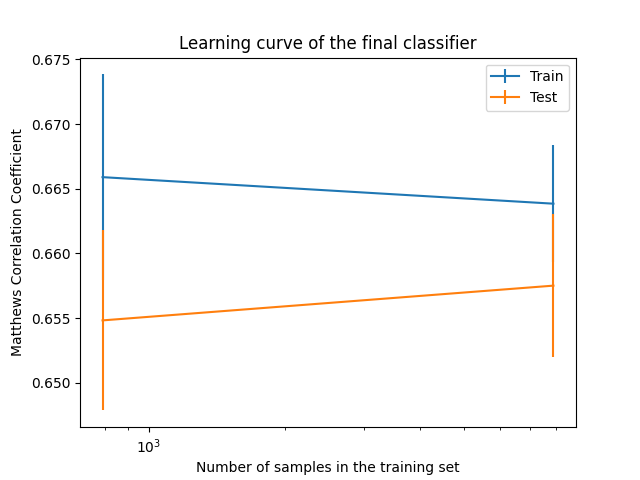 Learning curve of the final classifier
0.675
0.670
0.665
0.660
0.655
0.650
Matthews Correlation Coefficient
Train
Test
10³
Number of samples in the training set